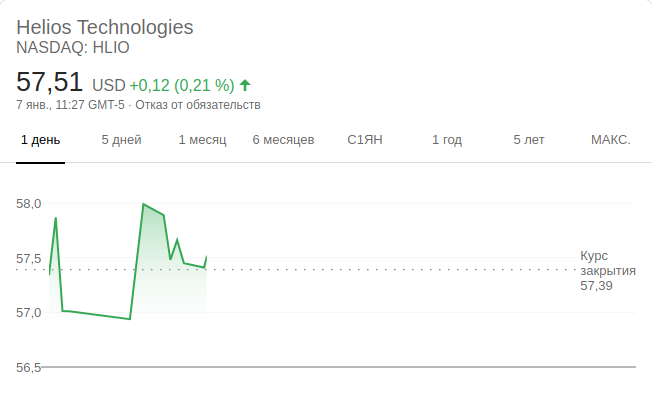 Helios Technologies
NASDAQ: HLIO
57,51 USD +0,12 (0,21 %)
7 янв., 11:27 GMT-5 · Отказ от обязательств
1 день 5 дней 1 месяц 6 месяцев С1ЯН 1 год 5 лет МАКС.
58,0
57,5
57,0
56,5
Курс
закрытия
57,39